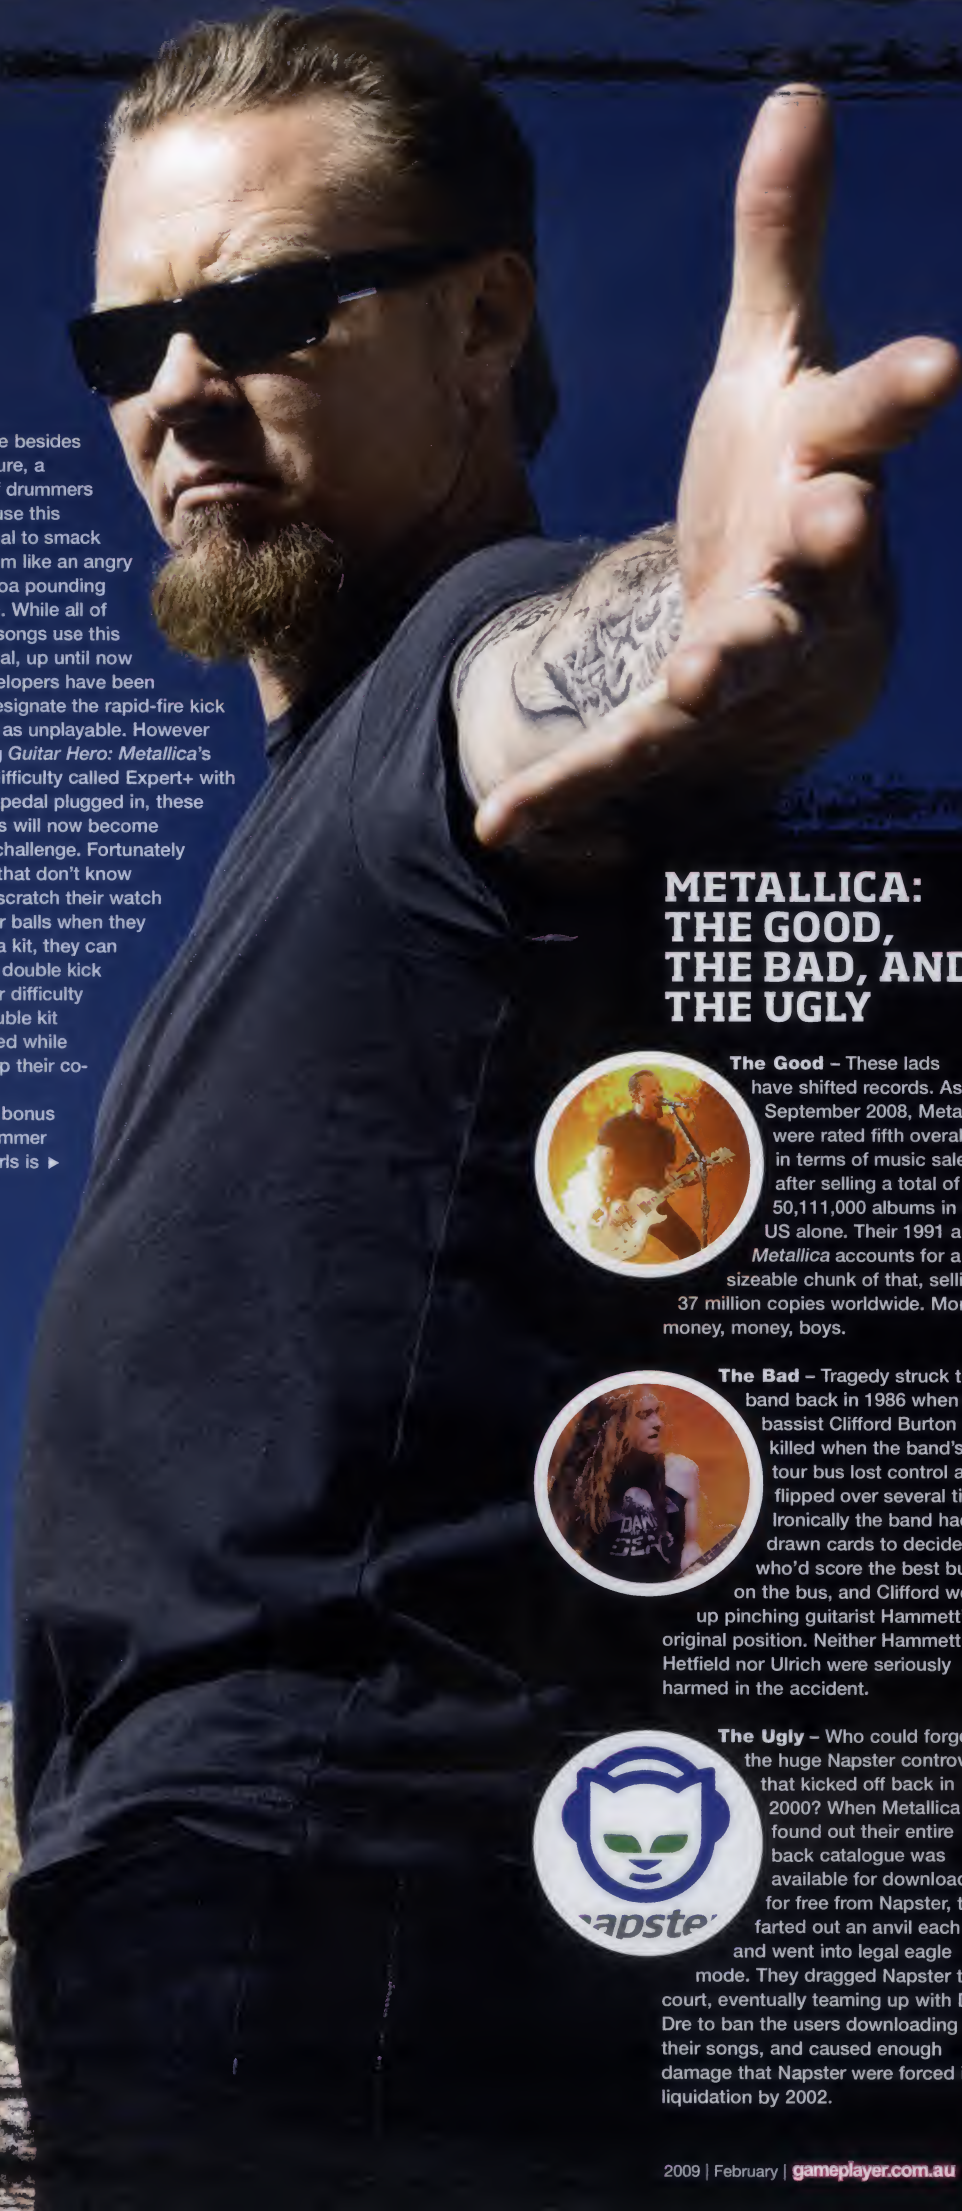 e besides
ure, a
drummers
use this
al to smack
m like an angry
oa pounding
. While all of
songs use this
al, up until now
elopers have been
esignate the rapid-fire kick
as unplayable. However
g Guitar Hero: Metallica's
ifficulty called Expert+ with
pedal plugged in, these
s will now become
challenge. Fortunately
that don't know
scratch their watch
r balls when they
a kit, they can
double kick
r difficulty
uble kit
ed while
p their co-
bonus
mmer
rls is ▶
METALLICA:
THE GOOD,
THE BAD, AND
THE UGLY
The Good – These lads
have shifted records. As
September 2008, Meta
were rated fifth overal
in terms of music sale
after selling a total of
50,111,000 albums in
US alone. Their 1991 a
Metallica accounts for a
sizeable chunk of that, selli
37 million copies worldwide. Mor
money, money, boys.
The Bad – Tragedy struck t
band back in 1986 when
bassist Clifford Burton
killed when the band's
tour bus lost control a
flipped over several ti
Ironically the band had
drawn cards to decide
who'd score the best bu
on the bus, and Clifford we
up pinching guitarist Hammett
original position. Neither Hammett
Hetfield nor Ulrich were seriously
harmed in the accident.
The Ugly – Who could forge
the huge Napster controv
that kicked off back in
2000? When Metallica
found out their entire
back catalogue was
available for download
for free from Napster, t
farted out an anvil each
and went into legal eagle
mode. They dragged Napster t
court, eventually teaming up with D
Dre to ban the users downloading
their songs, and caused enough
damage that Napster were forced i
liquidation by 2002.
napster
2009 | February | gameplayer.com.au